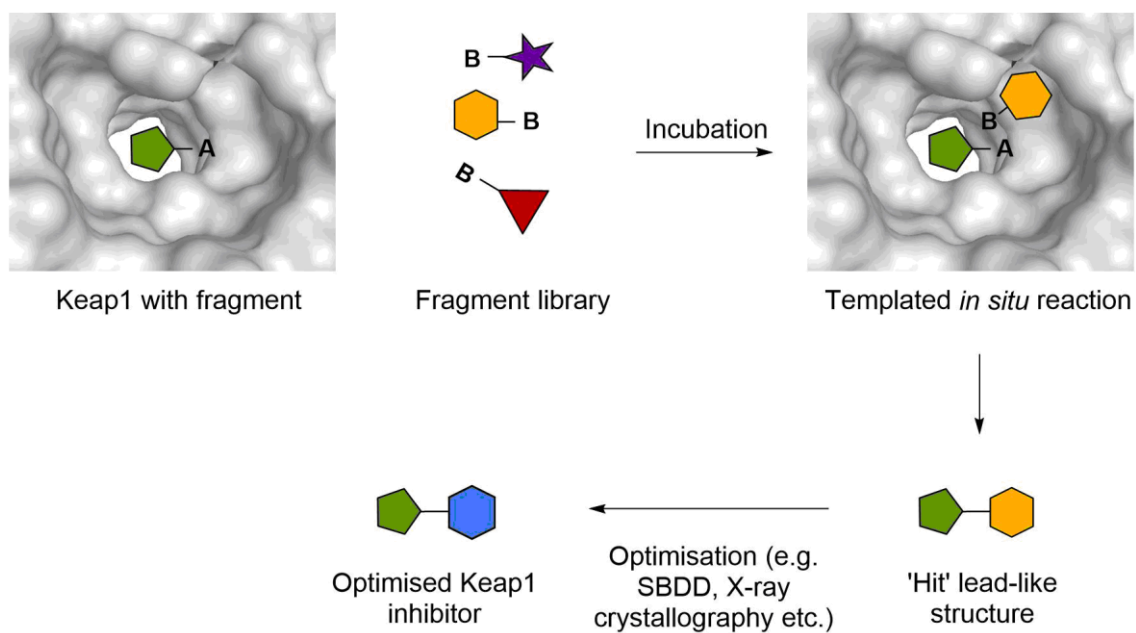 B
B
B
A
Incubation
B
A
Keap1 with fragment
Fragment library
Templated in situ reaction
Optimised Keap1
inhibitor
Optimisation (e.g.
SBDD, X-ray
crystallography etc.)
'Hit' lead-like
structure